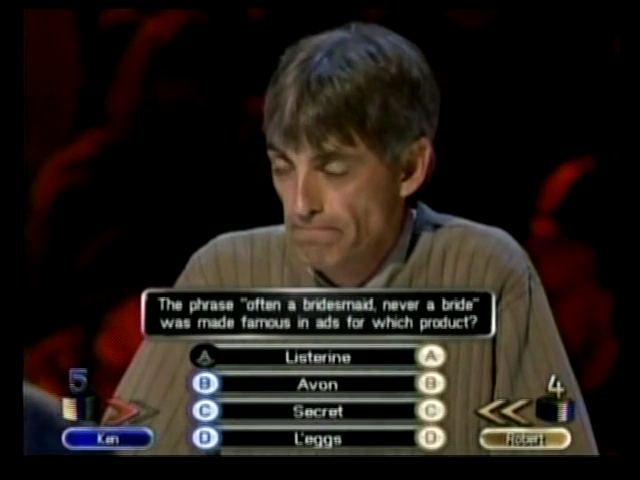 The phrase "often a bridesmaid, never a bride"
was made famous in ads for which product?
A Listerine A
B Avon B
C Secret C
D L'eggs D
5
4
Ken
Robert